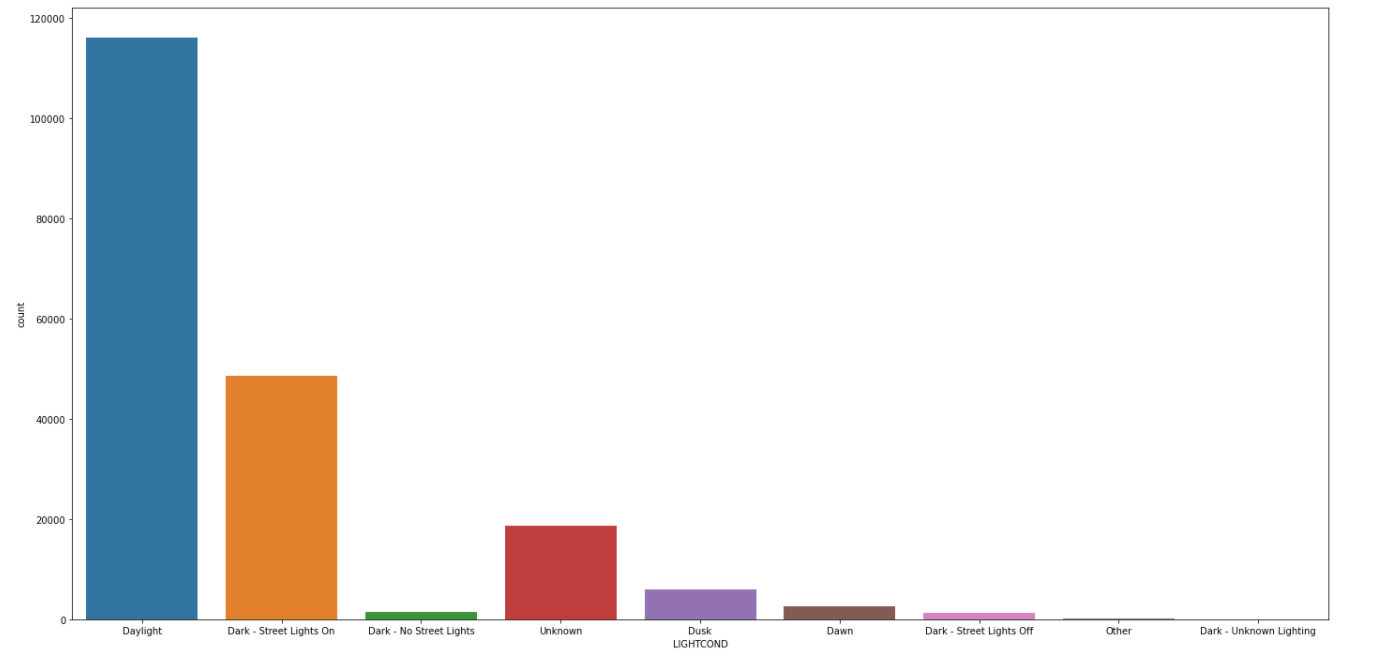 120000
100000
80000
60000
40000
20000
0
count
Daylight Dark - Street Lights On Dark - No Street Lights Unknown Dusk Dawn Dark - Street Lights Off Other Dark - Unknown Lighting
LIGHTCOND